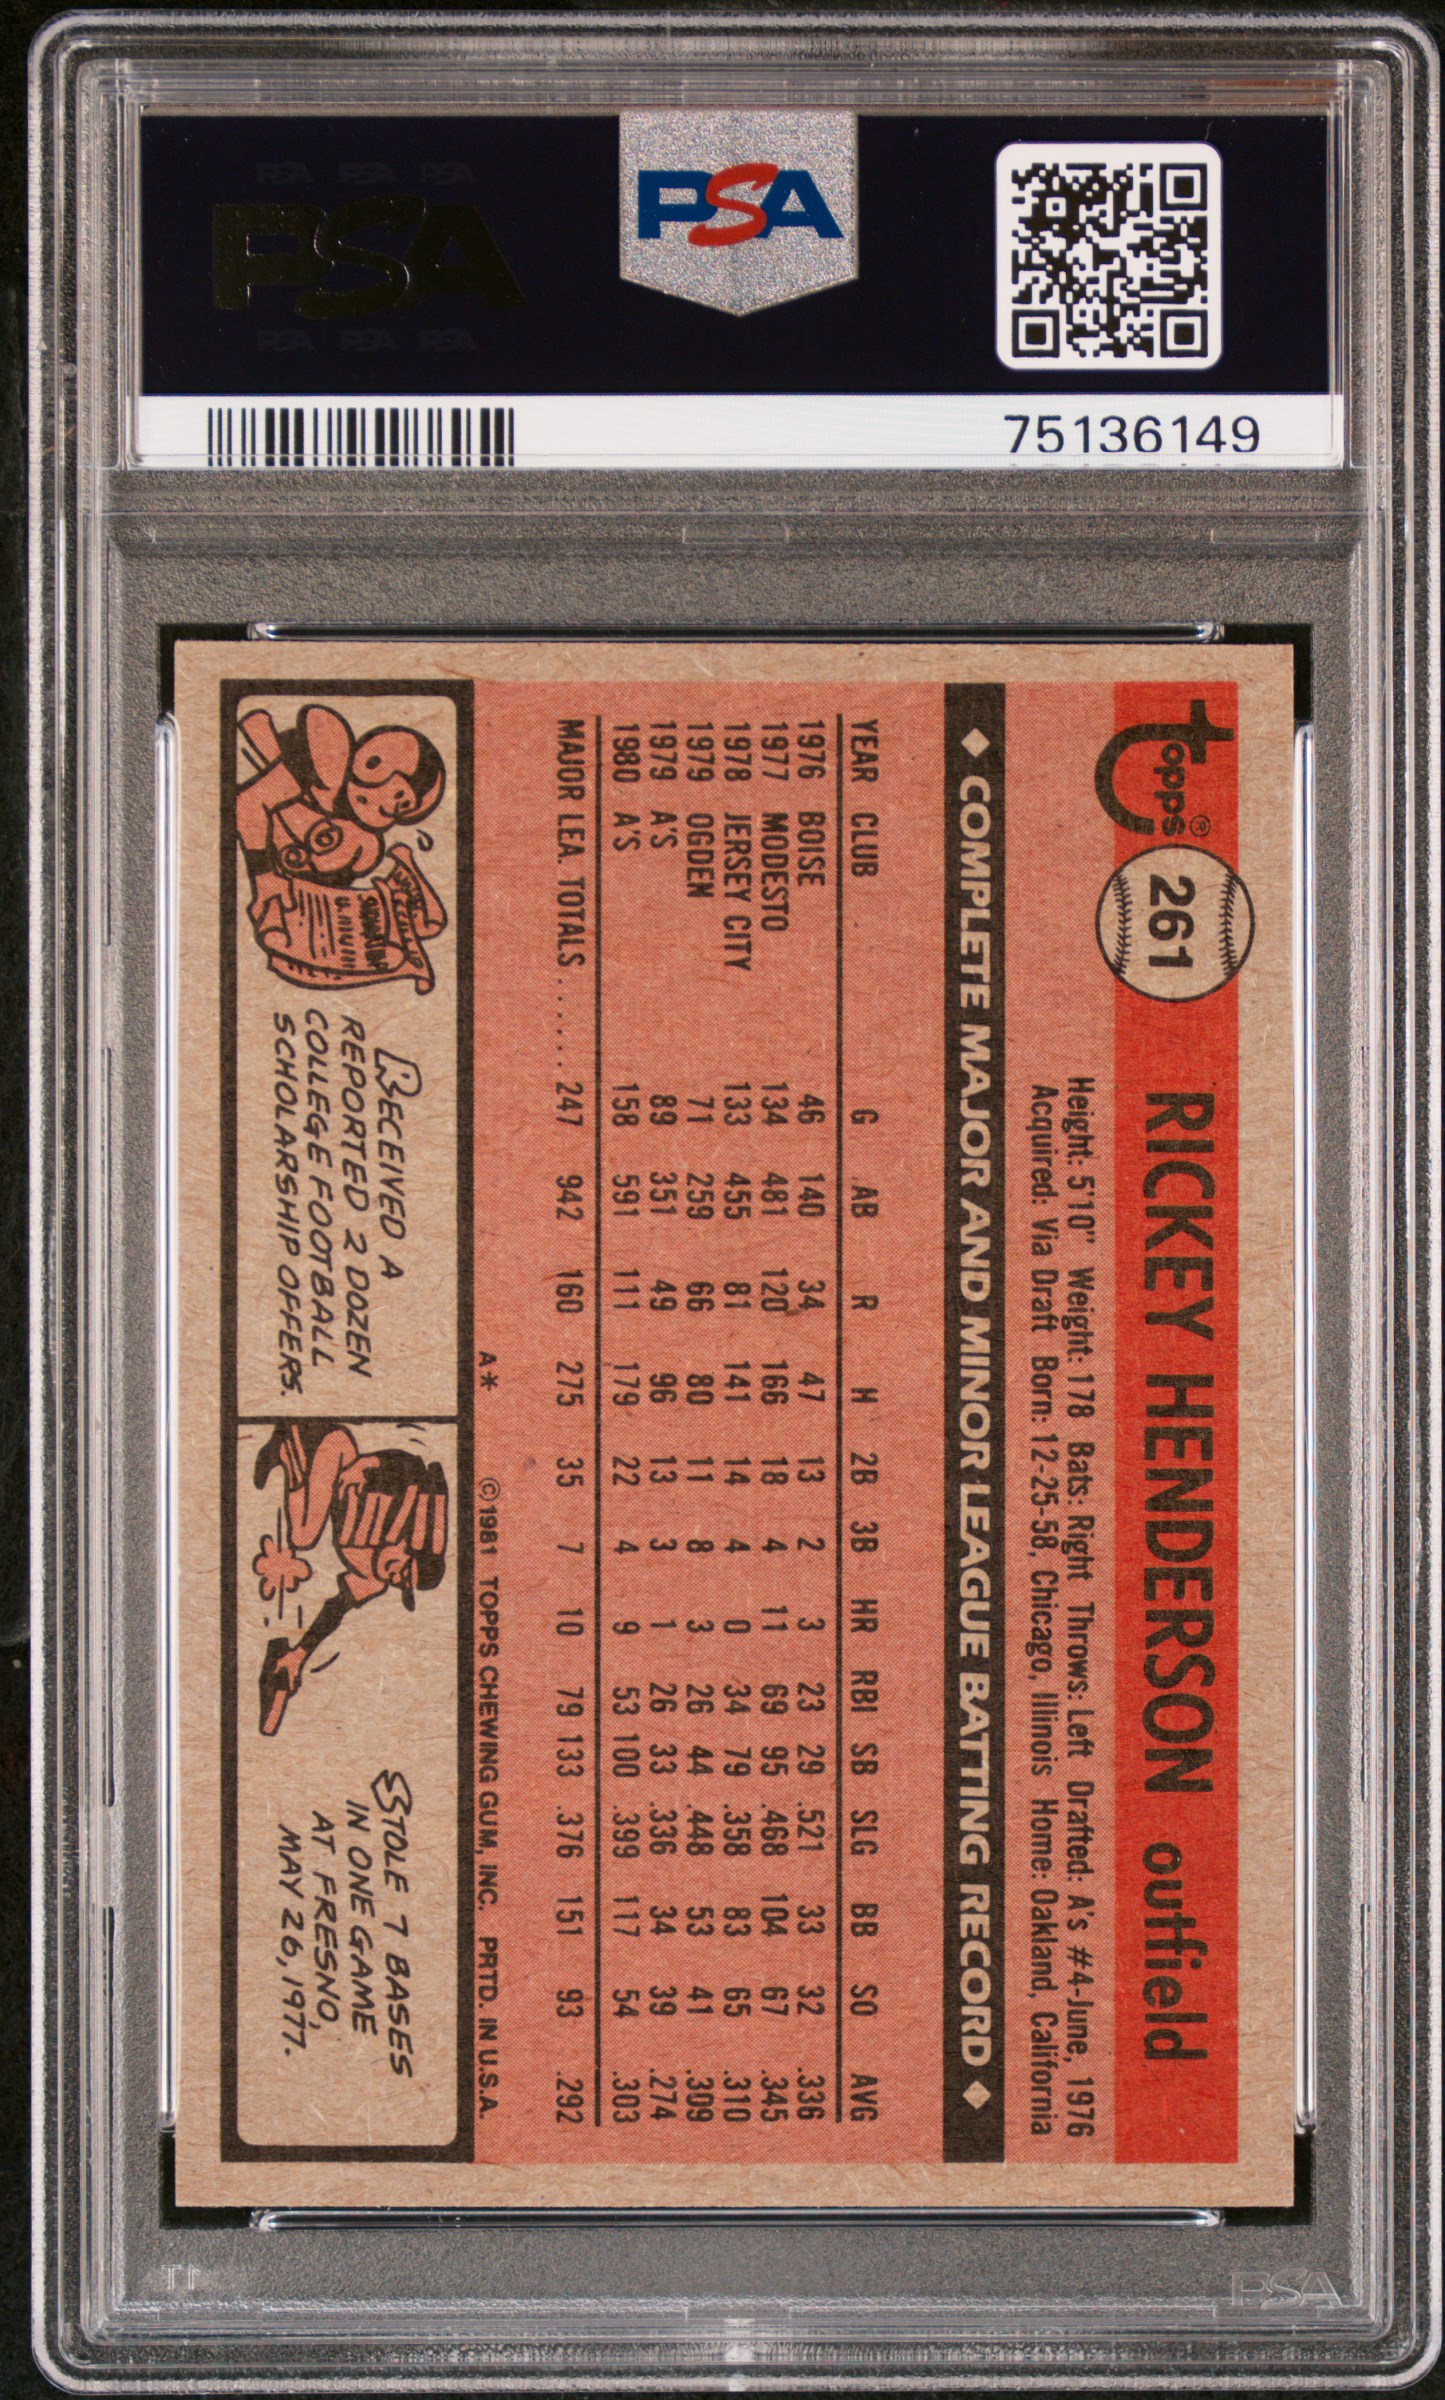 PSA PSA PSA
PSA
PSA PSA PSA
PSA
75136149
topps®
261
RICKEY HENDERSON outfield
Height: 5'10" Weight: 178 Bats: Right Throws: Left Drafted: A's #4-June, 1976
Acquired: Via Draft Born: 12-25-58, Chicago, Illinois Home: Oakland, California
◆ COMPLETE MAJOR AND MINOR LEAGUE BATTING RECORD ◆
YEAR CLUB G AB R H 2B 3B HR RBI SB SLG BB SO AVG
1976 BOISE 46 140 34 47 13 2 3 23 29 .521 33 32 .336
1977 MODESTO 134 481 120 166 18 4 11 69 95 .468 104 67 .345
1978 JERSEY CITY 133 455 81 141 14 4 0 34 79 .358 83 65 .310
1979 OGDEN 71 259 66 80 11 8 3 26 44 .448 53 41 .309
1979 A'S 89 351 49 96 13 3 1 26 33 .336 34 39 .274
1980 A'S 158 591 111 179 22 4 9 53 100 .399 117 54 .303
MAJOR LEA. TOTALS...... 247 942 160 275 35 7 10 79 133 .376 151 93 .292
A* ©1981 TOPPS CHEWING GUM, INC. PRTD. IN U.S.A.
RECEIVED A
REPORTED 2 DOZEN
COLLEGE FOOTBALL
SCHOLARSHIP OFFERS.
STOLE 7 BASES
IN ONE GAME
AT FRESNO,
MAY 26, 1977.
PSA